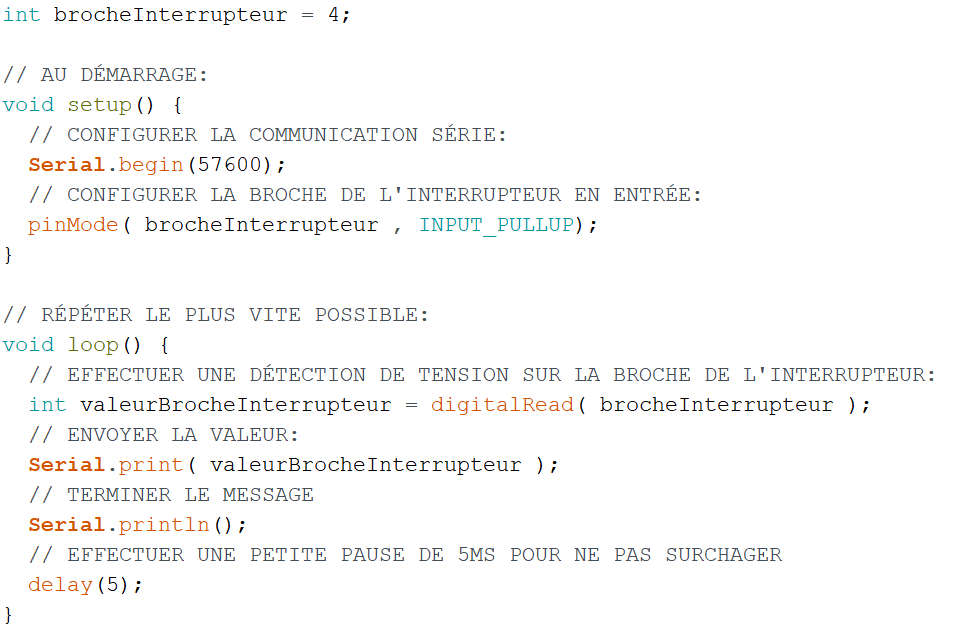 int brocheInterrupteur = 4;
// AU DÉMARRAGE:
void setup() {
// CONFIGURER LA COMMUNICATION SÉRIE:
Serial.begin(57600);
// CONFIGURER LA BROCHE DE L'INTERRUPTEUR EN ENTRÉE:
pinMode( brocheInterrupteur , INPUT_PULLUP);
}
// RÉPÉTER LE PLUS VITE POSSIBLE:
void loop() {
// EFFECTUER UNE DÉTECTION DE TENSION SUR LA BROCHE DE L'INTERRUPTEUR:
int valeurBrocheInterrupteur = digitalRead( brocheInterrupteur );
// ENVOYER LA VALEUR:
Serial.print( valeurBrocheInterrupteur );
// TERMINER LE MESSAGE
Serial.println();
// EFFECTUER UNE PETITE PAUSE DE 5MS POUR NE PAS SURCHAGER
delay(5);
}